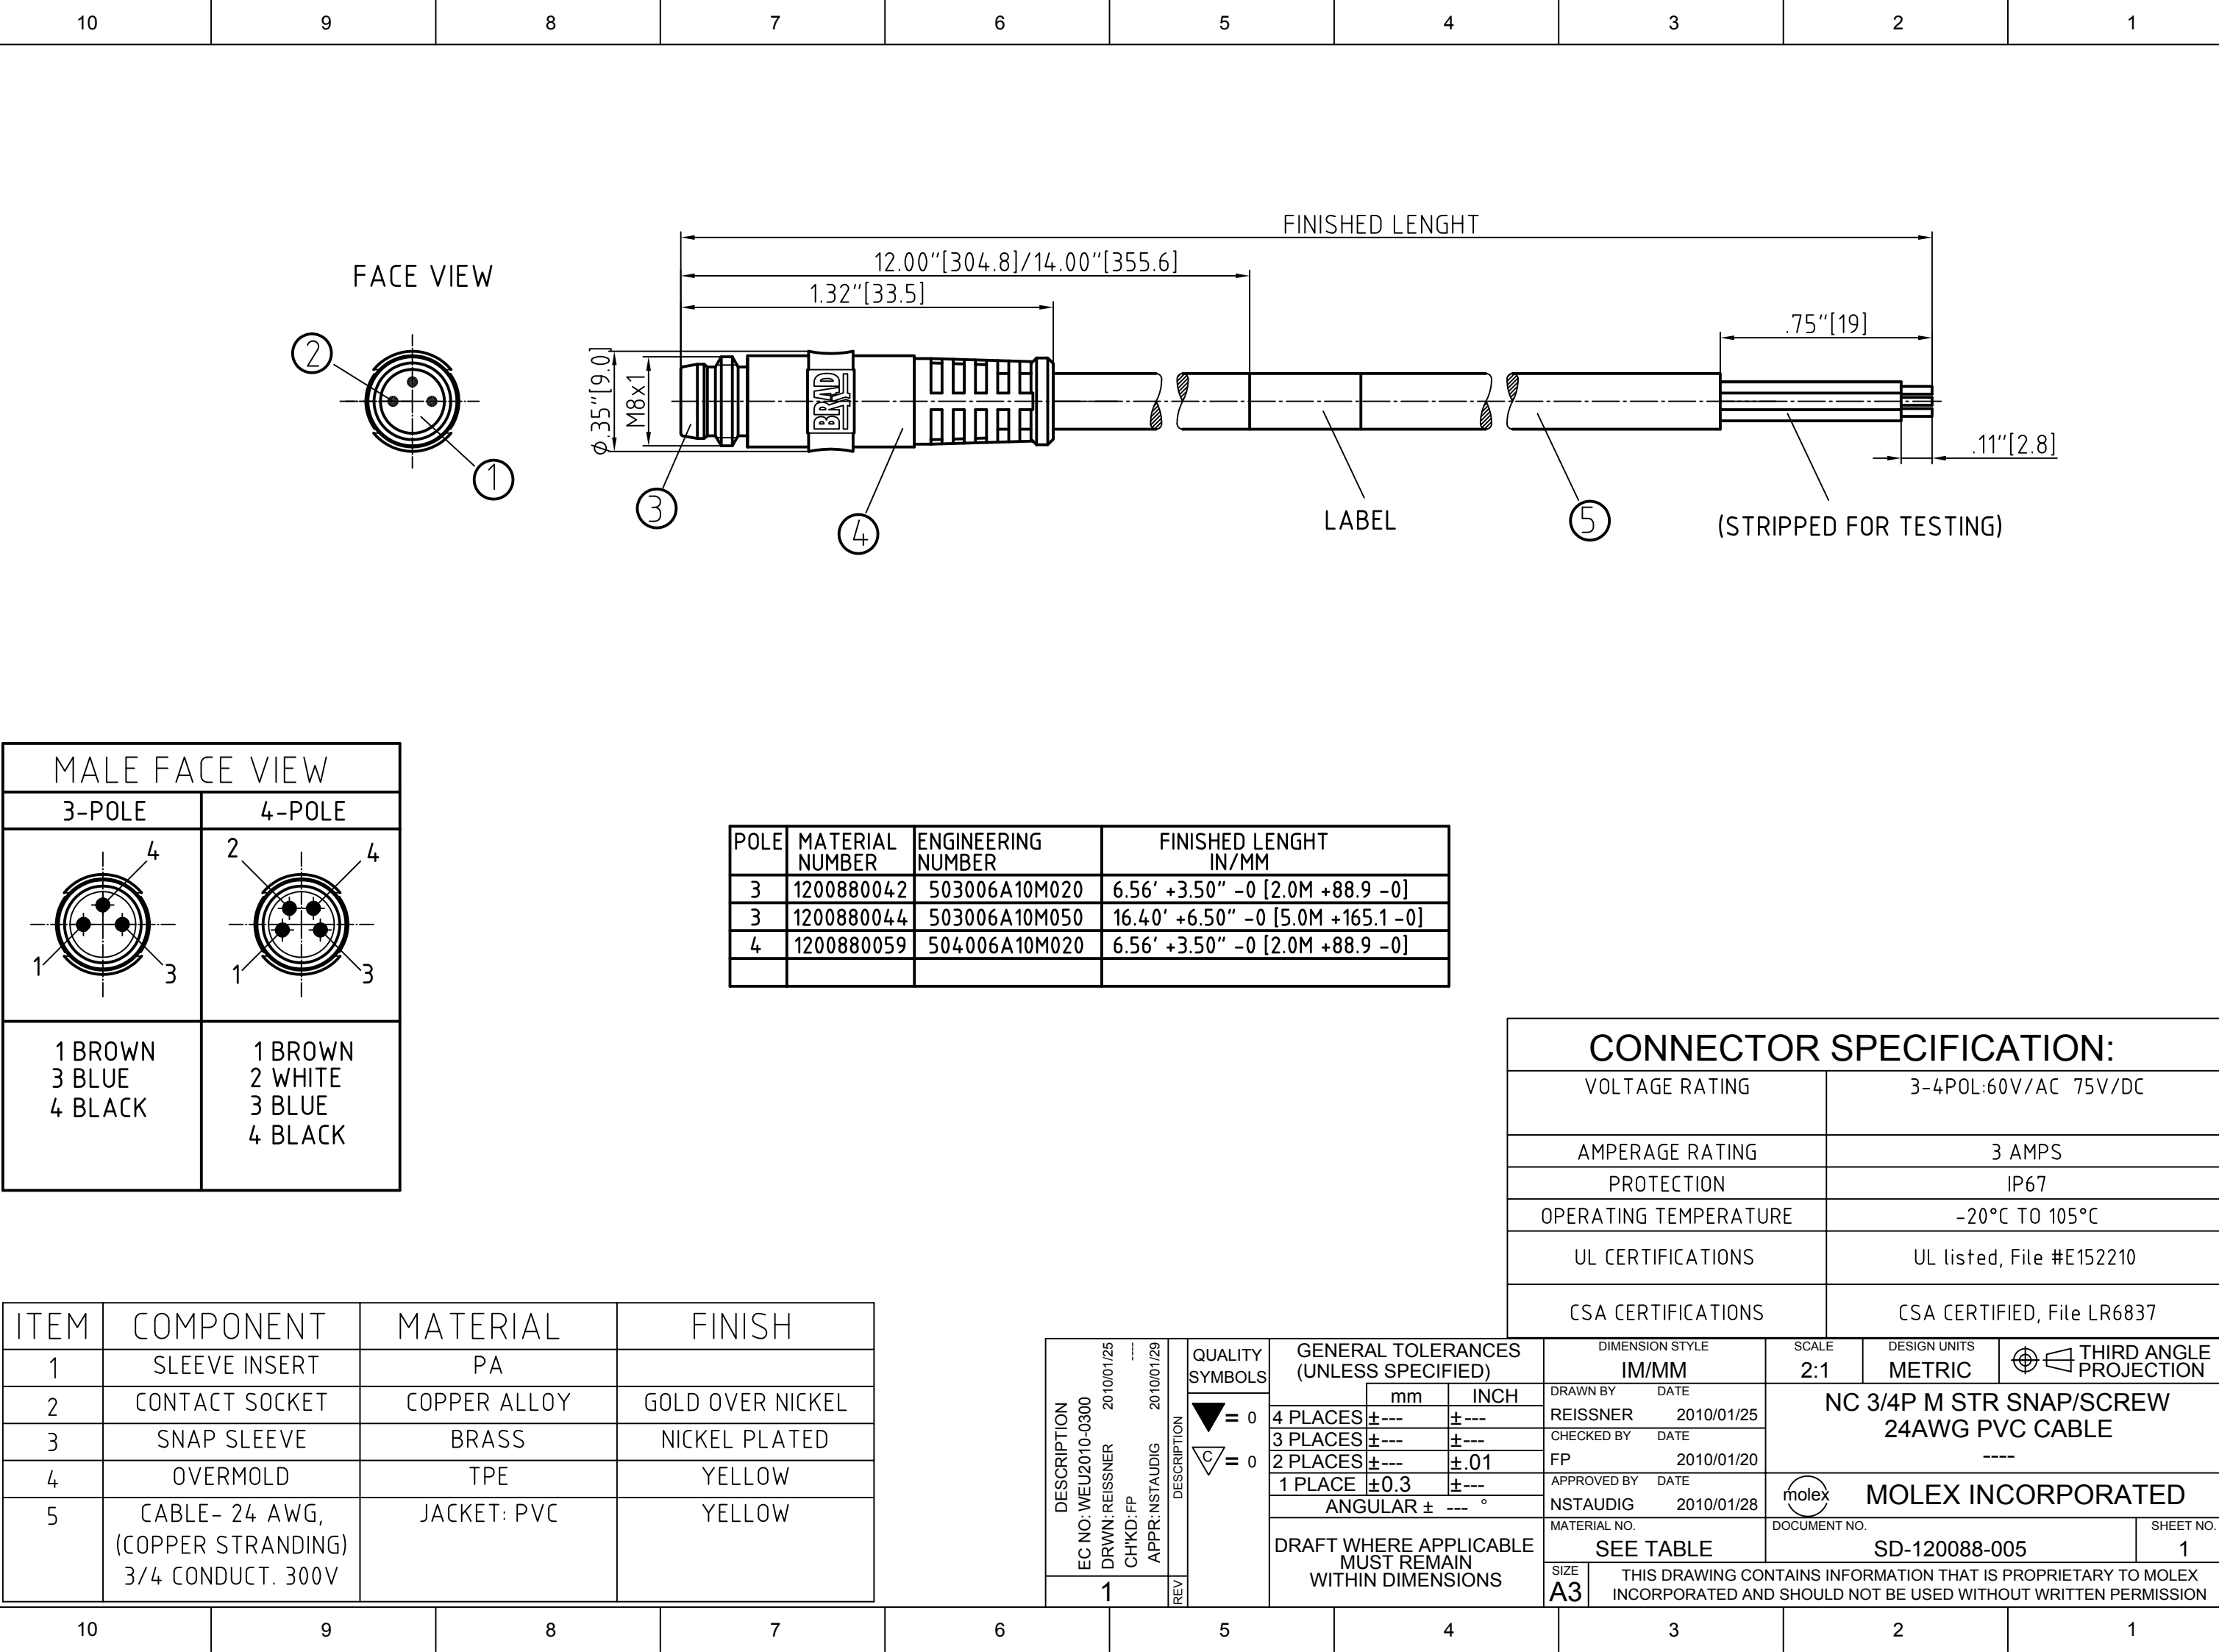 10 9 8 7 6 5 4 3 2 1
FINISHED LENGHT
12.00"[304.8]/14.00"[355.6]
1.32"[33.5]
.75"[19]
FACE VIEW
2
1
⌀.35"[9.0]
M8x1
BRAD
3
4
LABEL
5
.11"[2.8]
(STRIPPED FOR TESTING)
MALE FACE VIEW
3-POLE 4-POLE
4
1
3
2
4
1
3
1 BROWN
3 BLUE
4 BLACK
1 BROWN
2 WHITE
3 BLUE
4 BLACK
POLE MATERIAL NUMBER ENGINEERING NUMBER FINISHED LENGHT IN/MM
3 1200880042 503006A10M020 6.56' +3.50" -0 [2.0M +88.9 -0]
3 1200880044 503006A10M050 16.40' +6.50" -0 [5.0M +165.1 -0]
4 1200880059 504006A10M020 6.56' +3.50" -0 [2.0M +88.9 -0]
CONNECTOR SPECIFICATION:
VOLTAGE RATING 3-4POL:60V/AC 75V/DC
AMPERAGE RATING 3 AMPS
PROTECTION IP67
OPERATING TEMPERATURE -20°C TO 105°C
UL CERTIFICATIONS UL listed, File #E152210
CSA CERTIFICATIONS CSA CERTIFIED, File LR6837
ITEM COMPONENT MATERIAL FINISH
1 SLEEVE INSERT PA
2 CONTACT SOCKET COPPER ALLOY GOLD OVER NICKEL
3 SNAP SLEEVE BRASS NICKEL PLATED
4 OVERMOLD TPE YELLOW
5 CABLE- 24 AWG, JACKET: PVC YELLOW
(COPPER STRANDING)
3/4 CONDUCT. 300V
DESCRIPTION
EC NO: WEU2010-0300
DRWN:REISSNER 2010/01/25
CH'KD:FP ----
APPR:NSTAUDIG 2010/01/29
1
DESCRIPTION
REV
QUALITY
SYMBOLS
= 0
C = 0
GENERAL TOLERANCES
(UNLESS SPECIFIED)
mm INCH
4 PLACES ±--- ±---
3 PLACES ±--- ±---
2 PLACES ±--- ±.01
1 PLACE ±0.3 ±---
ANGULAR ± --- °
DRAFT WHERE APPLICABLE
MUST REMAIN
WITHIN DIMENSIONS
DIMENSION STYLE
IM/MM
SCALE
2:1
DESIGN UNITS
METRIC
THIRD ANGLE
PROJECTION
DRAWN BY DATE
REISSNER 2010/01/25
CHECKED BY DATE
FP 2010/01/20
APPROVED BY DATE
NSTAUDIG 2010/01/28
NC 3/4P M STR SNAP/SCREW
24AWG PVC CABLE
----
molex
MOLEX INCORPORATED
MATERIAL NO.
SEE TABLE
DOCUMENT NO.
SD-120088-005
SHEET NO.
1
SIZE
A3
THIS DRAWING CONTAINS INFORMATION THAT IS PROPRIETARY TO MOLEX
INCORPORATED AND SHOULD NOT BE USED WITHOUT WRITTEN PERMISSION
10 9 8 7 6 5 4 3 2 1